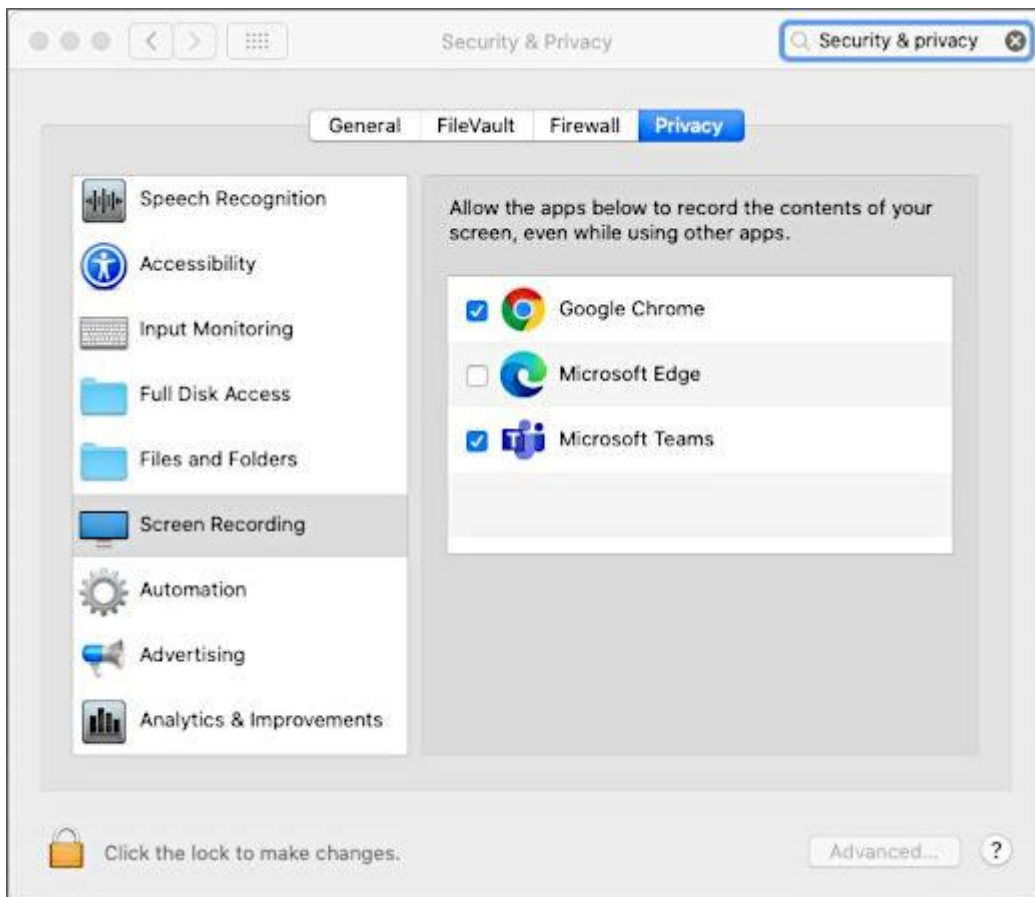 Security & Privacy
Security & privacy
General
FileVault
Firewall
Privacy
Speech Recognition
Accessibility
Input Monitoring
Full Disk Access
Files and Folders
Screen Recording
Automation
Advertising
Analytics & Improvements
Allow the apps below to record the contents of your
screen, even while using other apps.
Google Chrome
Microsoft Edge
Microsoft Teams
Click the lock to make changes.
Advanced...
?